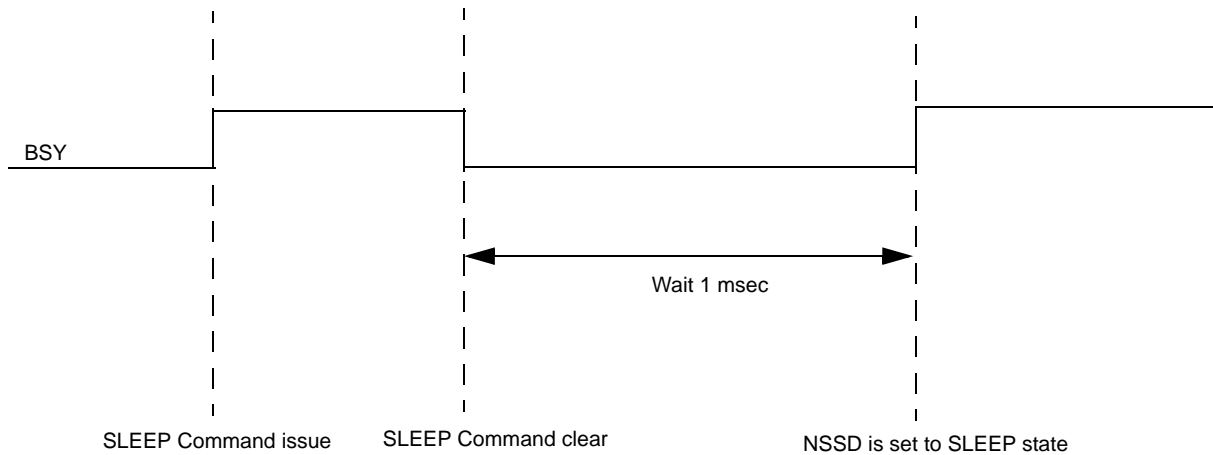 BSY
Wait 1 msec
SLEEP Command issue
SLEEP Command clear
NSSD is set to SLEEP state